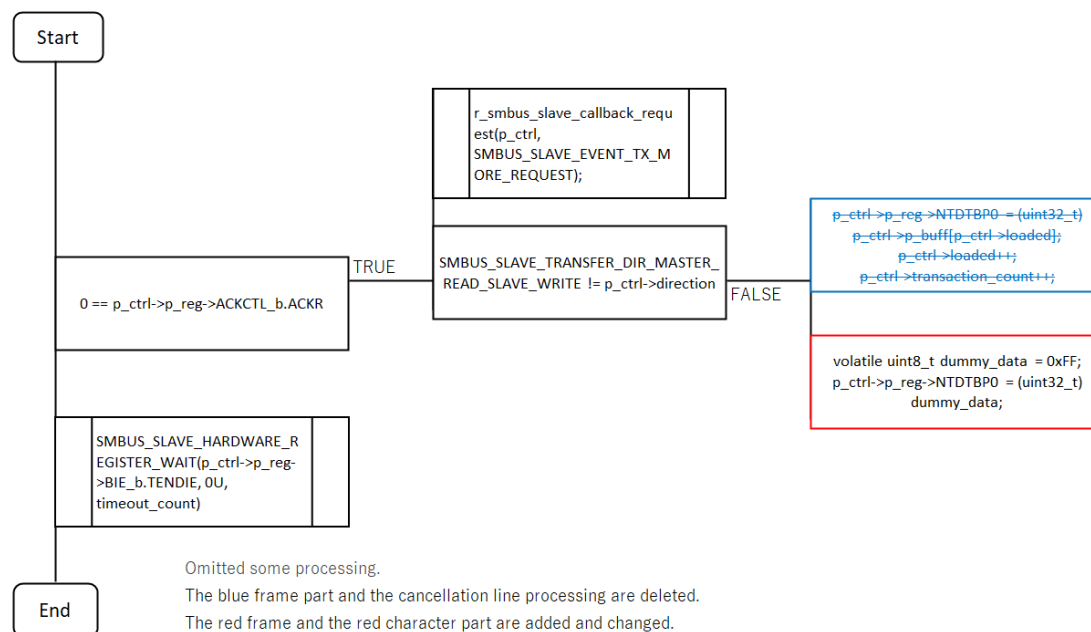 Start
r_smbus_slave_callback_requ
est(p_ctrl,
SMBUS_SLAVE_EVENT_TX_M
ORE_REQUEST);
p_ctrl->p_reg->NTDTBP0 = (uint32_t)
p_ctrl->p_buff[p_ctrl->loaded];
p_ctrl->loaded++;
p_ctrl->transaction_count++;
0 == p_ctrl->p_reg->ACKCTL_b.ACKR
TRUE
SMBUS_SLAVE_TRANSFER_DIR_MASTER_
READ_SLAVE_WRITE != p_ctrl->direction
FALSE
volatile uint8_t dummy_data = 0xFF;
p_ctrl->p_reg->NTDTBP0 = (uint32_t)
dummy_data;
SMBUS_SLAVE_HARDWARE_R
EGISTER_WAIT(p_ctrl->p_reg-
>BIE_b.TENDIE, 0U,
timeout_count)
Omitted some processing.
The blue frame part and the cancellation line processing are deleted.
The red frame and the red character part are added and changed.
End